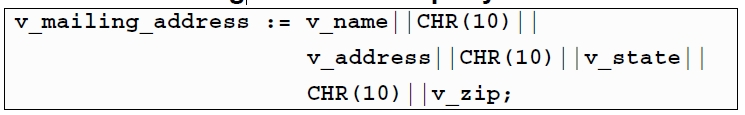 v_mailing_address := v_name||CHR(10)||
v_address||CHR(10)||v_state||
CHR(10)||v_zip;